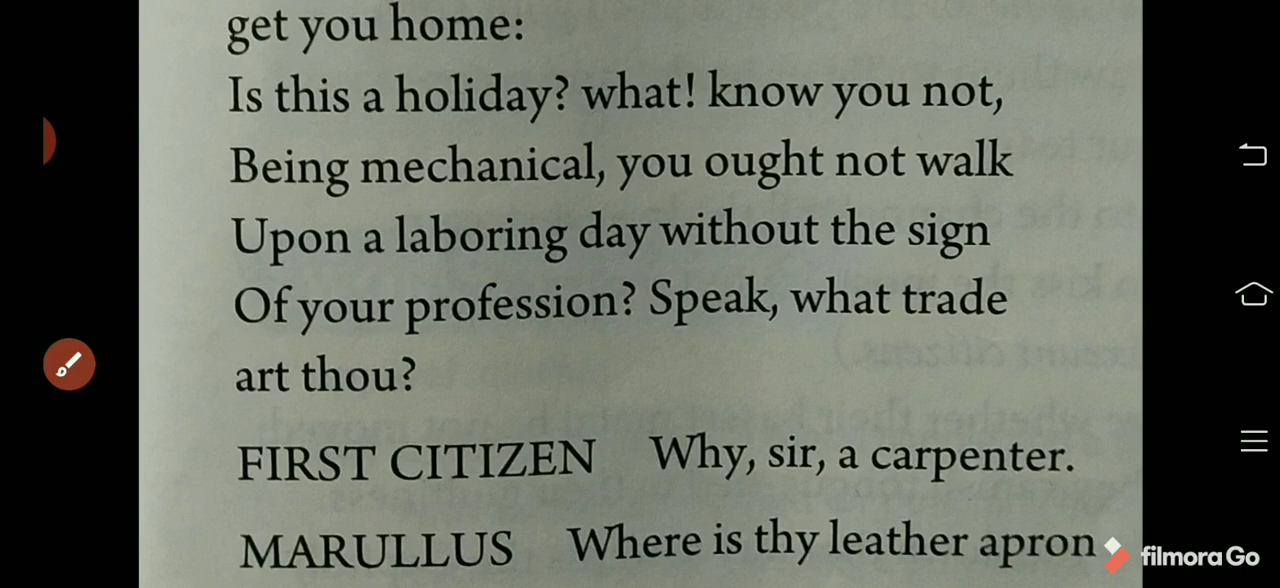 get you home:
Is this a holiday? what! know you not,
Being mechanical, you ought not walk
Upon a laboring day without the sign
Of your profession? Speak, what trade
art thou?
FIRST CITIZEN Why, sir, a carpenter.
MARULLUS Where is thy leather apron
filmoraGo